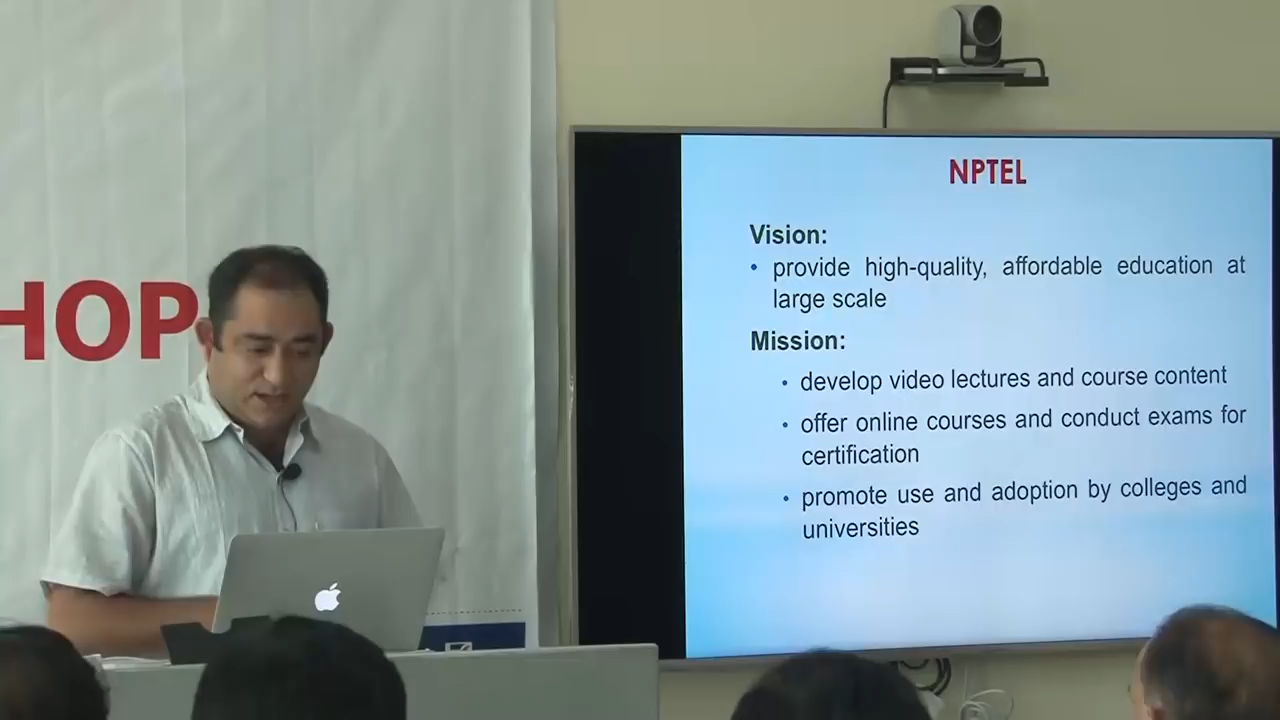 HOP
NPTEL
Vision:
• provide high-quality, affordable education at
large scale
Mission:
• develop video lectures and course content
• offer online courses and conduct exams for
certification
• promote use and adoption by colleges and
universities